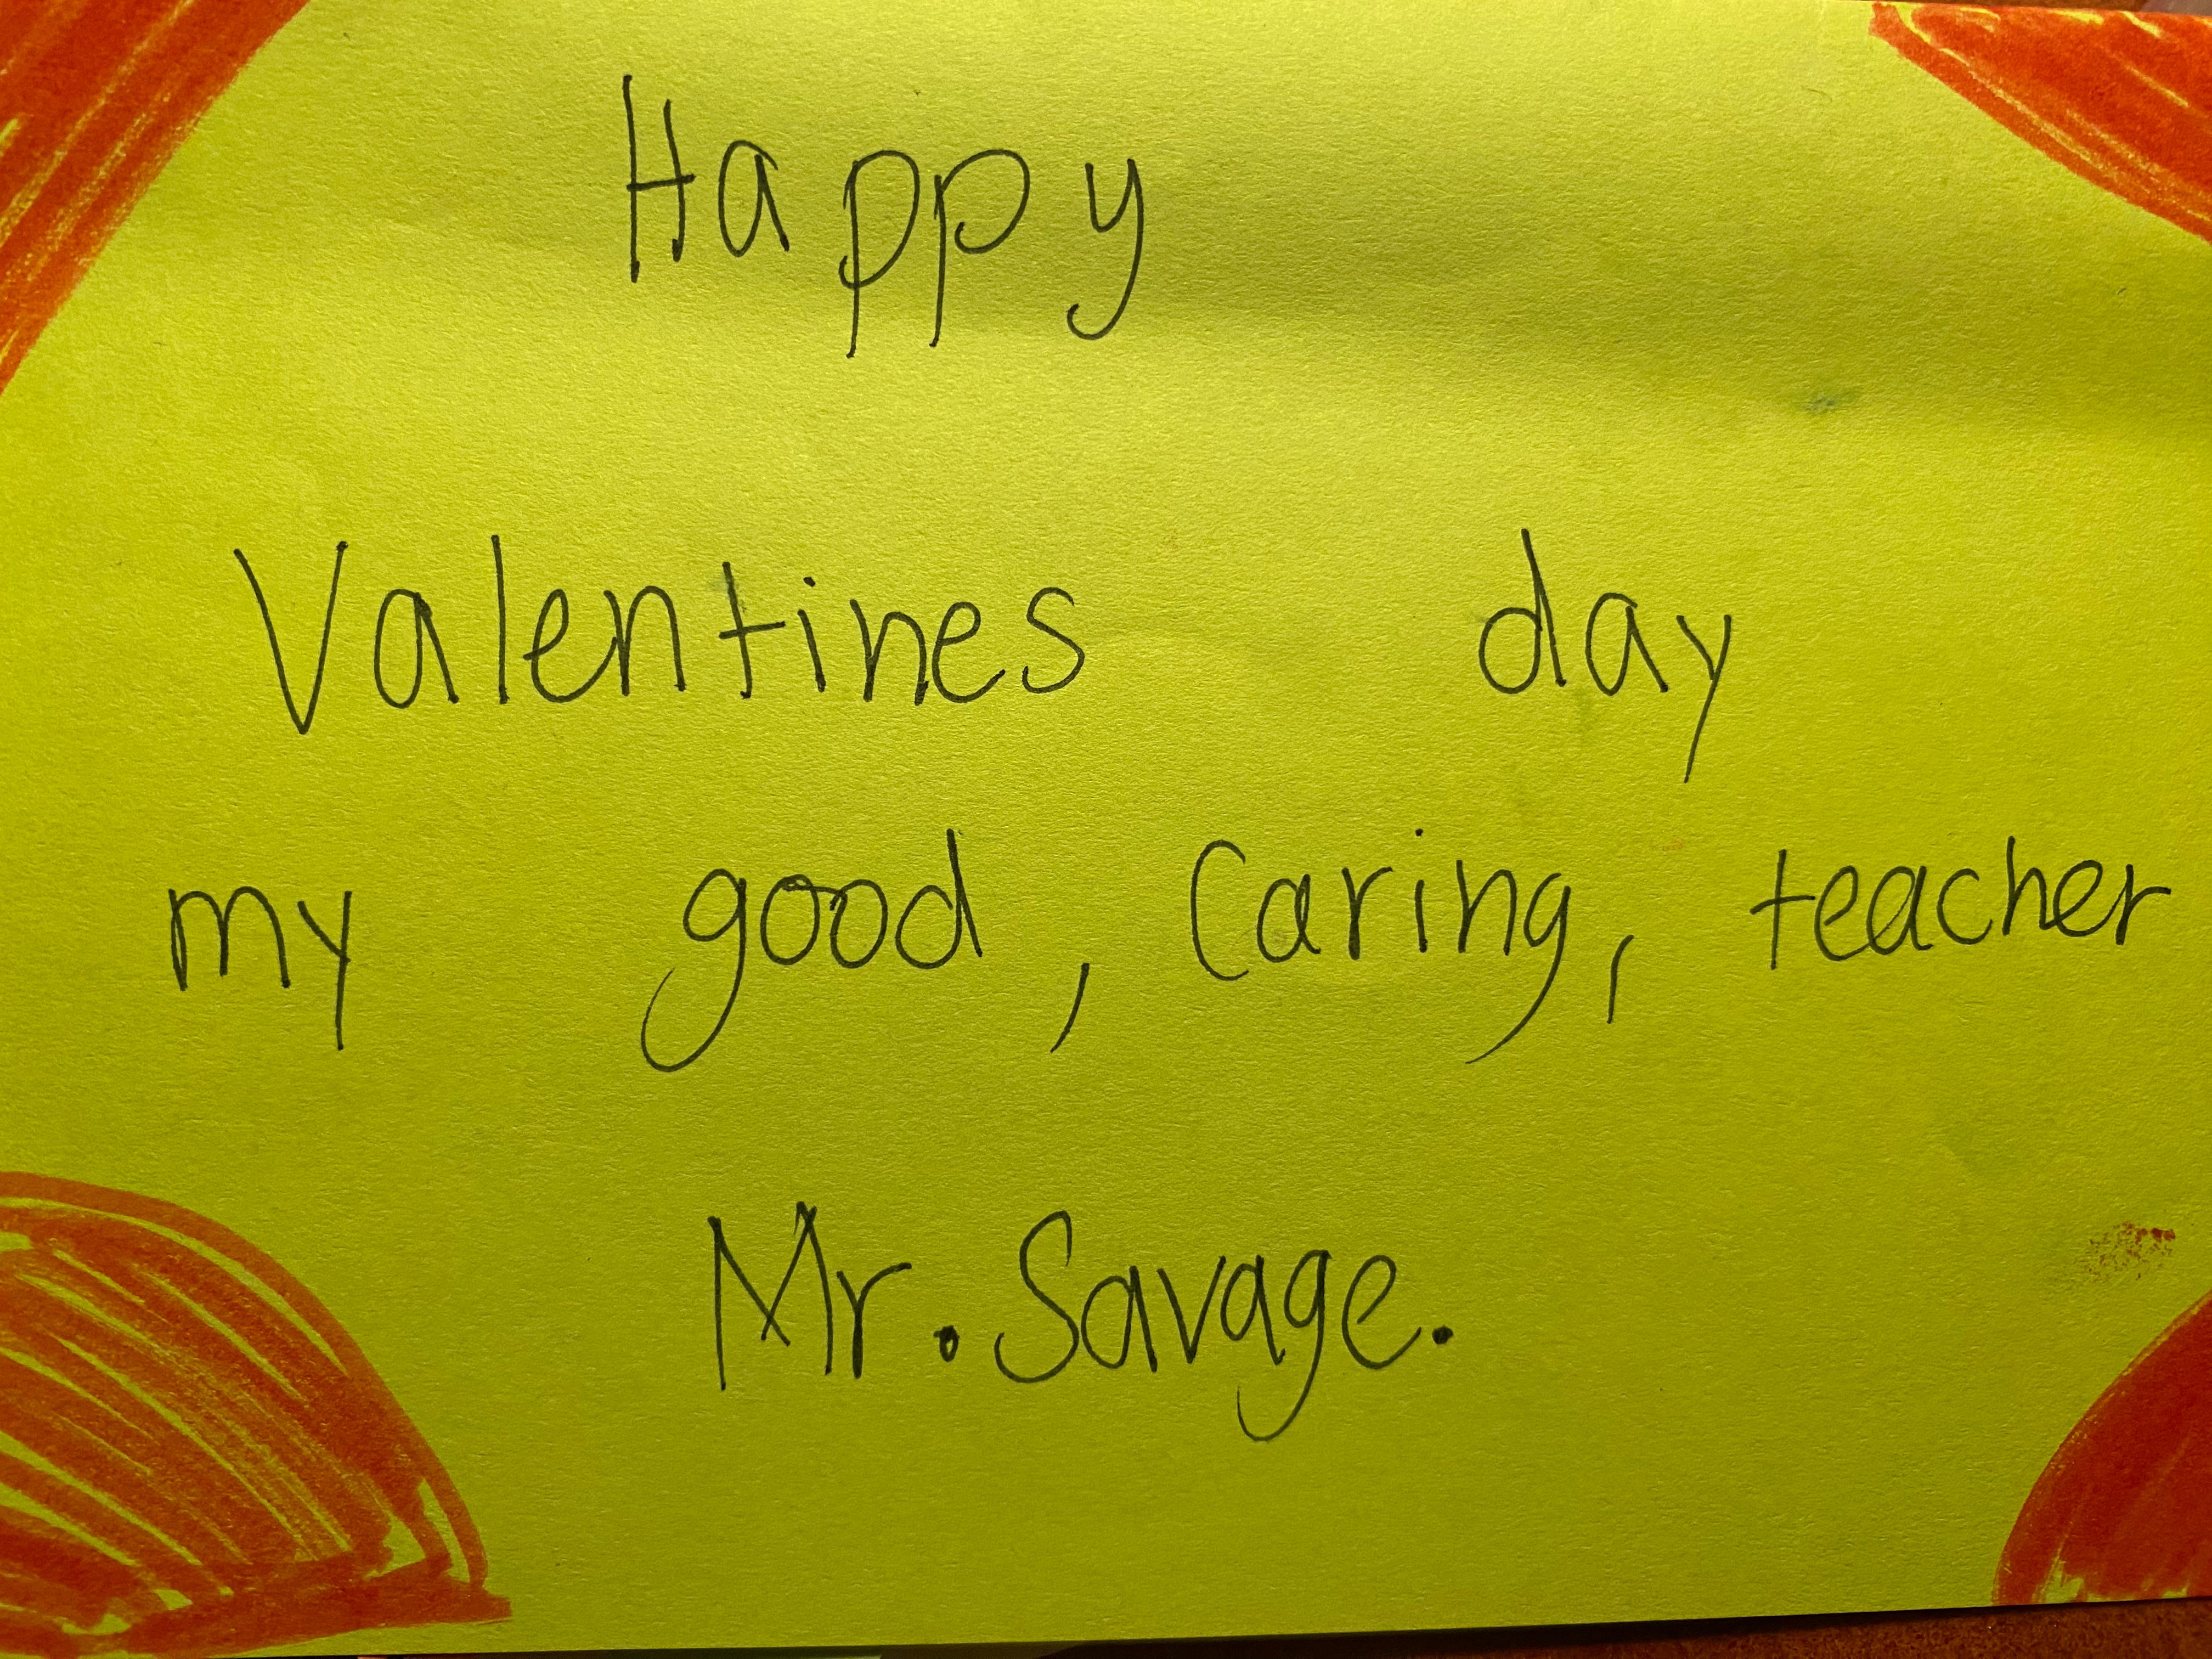 Happy
Valentines day
my good, Caring, teacher
Mr. Savage.